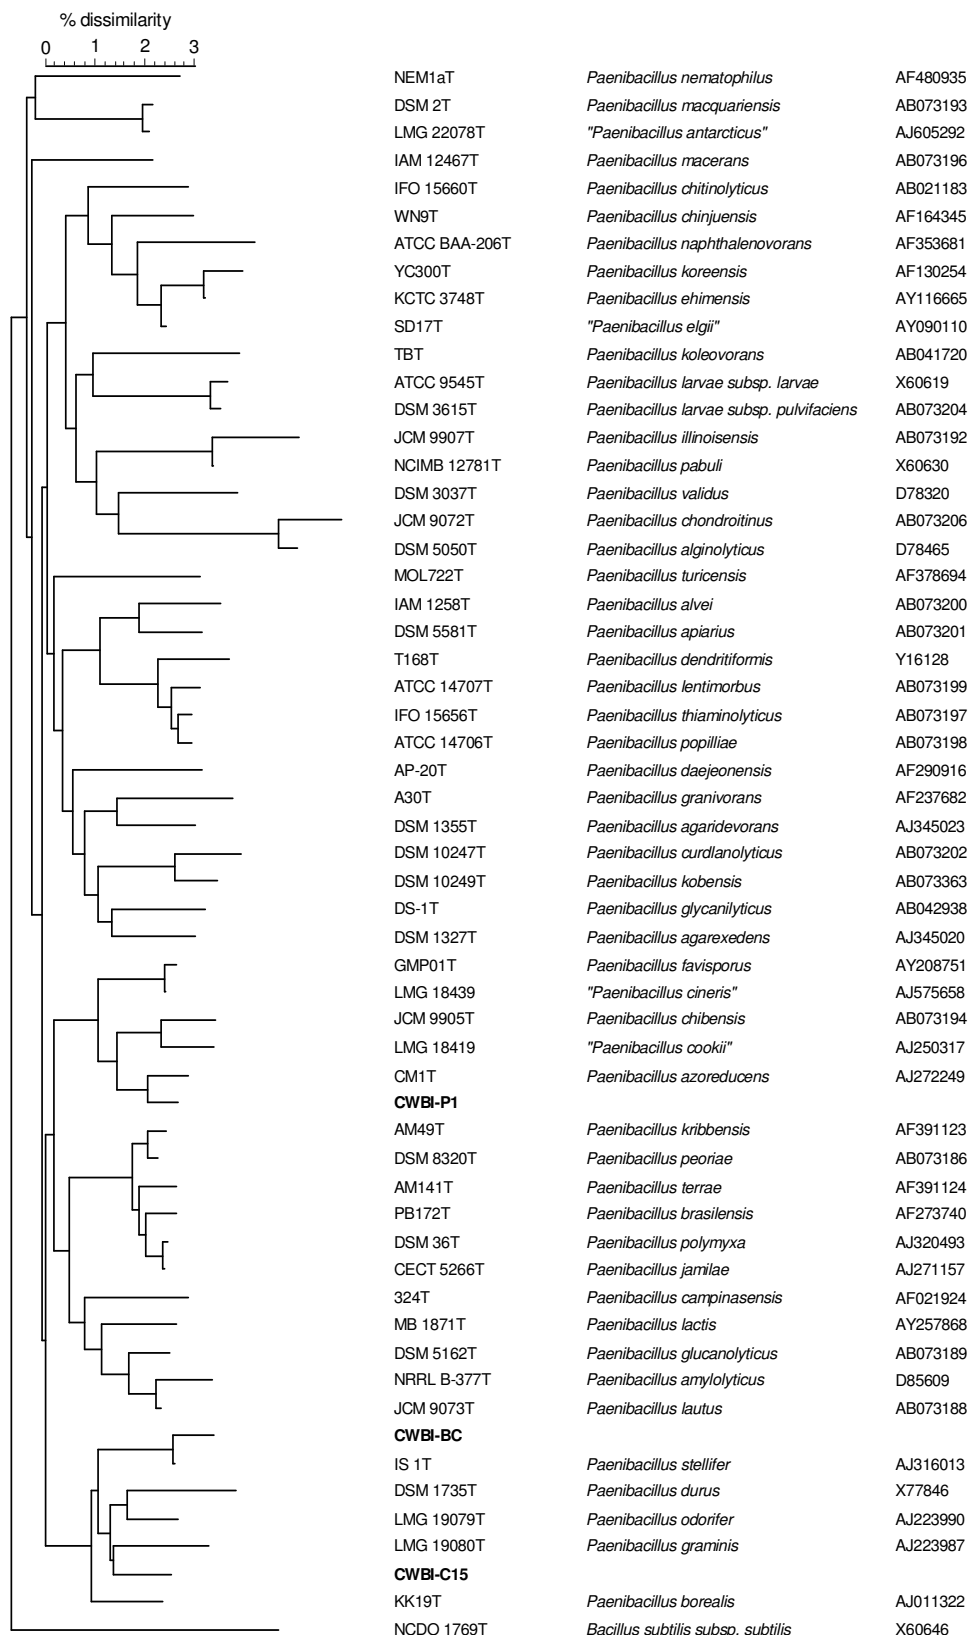 % dissimilarity
0 1 2 3
NEM1aT Paenibacillus nematophilus AF480935
DSM 2T Paenibacillus macquariensis AB073193
LMG 22078T "Paenibacillus antarcticus" AJ605292
IAM 12467T Paenibacillus macerans AB073196
IFO 15660T Paenibacillus chitinolyticus AB021183
WN9T Paenibacillus chinjuensis AF164345
ATCC BAA-206T Paenibacillus naphthalenovorans AF353681
YC300T Paenibacillus koreensis AF130254
KCTC 3748T Paenibacillus ehimensis AY116665
SD17T "Paenibacillus elgii" AY090110
TBT Paenibacillus koleovorans AB041720
ATCC 9545T Paenibacillus larvae subsp. larvae X60619
DSM 3615T Paenibacillus larvae subsp. pulvifaciens AB073204
JCM 9907T Paenibacillus illinoisensis AB073192
NCIMB 12781T Paenibacillus pabuli X60630
DSM 3037T Paenibacillus validus D78320
JCM 9072T Paenibacillus chondroitinus AB073206
DSM 5050T Paenibacillus alginolyticus D78465
MOL722T Paenibacillus turicensis AF378694
IAM 1258T Paenibacillus alvei AB073200
DSM 5581T Paenibacillus apiarius AB073201
T168T Paenibacillus dendritiformis Y16128
ATCC 14707T Paenibacillus lentimorbus AB073199
IFO 15656T Paenibacillus thiaminolyticus AB073197
ATCC 14706T Paenibacillus popilliae AB073198
AP-20T Paenibacillus daejeonensis AF290916
A30T Paenibacillus granivorans AF237682
DSM 1355T Paenibacillus agaridevorans AJ345023
DSM 10247T Paenibacillus curdlanolyticus AB073202
DSM 10249T Paenibacillus kobensis AB073363
DS-1T Paenibacillus glycanilyticus AB042938
DSM 1327T Paenibacillus agarexedens AJ345020
GMP01T Paenibacillus favisporus AY208751
LMG 18439 "Paenibacillus cineris" AJ575658
JCM 9905T Paenibacillus chibensis AB073194
LMG 18419 "Paenibacillus cookii" AJ250317
CM1T Paenibacillus azoreducens AJ272249
CWBI-P1
AM49T Paenibacillus kribbensis AF391123
DSM 8320T Paenibacillus peoriae AB073186
AM141T Paenibacillus terrae AF391124
PB172T Paenibacillus brasilensis AF273740
DSM 36T Paenibacillus polymyxa AJ320493
CECT 5266T Paenibacillus jamilae AJ271157
324T Paenibacillus campinasensis AF021924
MB 1871T Paenibacillus lactis AY257868
DSM 5162T Paenibacillus glucanolyticus AB073189
NRRL B-377T Paenibacillus amylolyticus D85609
JCM 9073T Paenibacillus lautus AB073188
CWBI-BC
IS 1T Paenibacillus stellifer AJ316013
DSM 1735T Paenibacillus durus X77846
LMG 19079T Paenibacillus odorifer AJ223990
LMG 19080T Paenibacillus graminis AJ223987
CWBI-C15
KK19T Paenibacillus borealis AJ011322
NCDO 1769T Bacillus subtilis subsp. subtilis X60646